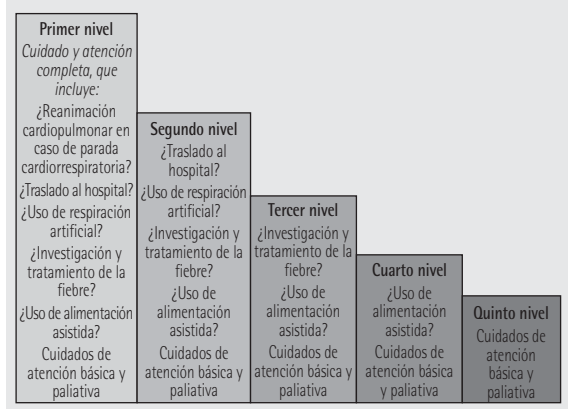 Primer nivel
Cuidado y atención
completa, que
incluye:
¿Reanimación
cardiopulmonar en
caso de parada
cardiorrespiratoria?
¿Traslado al hospital?
¿Uso de respiración
artificial?
¿Investigación y
tratamiento de la
fiebre?
¿Uso de alimentación
asistida?
Cuidados de
atención básica y
paliativa
Segundo nivel
¿Traslado al
hospital?
¿Uso de respiración
artificial?
¿Investigación y
tratamiento de la
fiebre?
¿Uso de
alimentación
asistida?
Cuidados de
atención básica y
paliativa
Tercer nivel
¿Investigación y
tratamiento de la
fiebre?
¿Uso de
alimentación
asistida?
Cuidados de
atención básica y
paliativa
Cuarto nivel
¿Uso de
alimentación
asistida?
Cuidados de
atención básica
y paliativa
Quinto nivel
Cuidados de
atención
básica y
paliativa